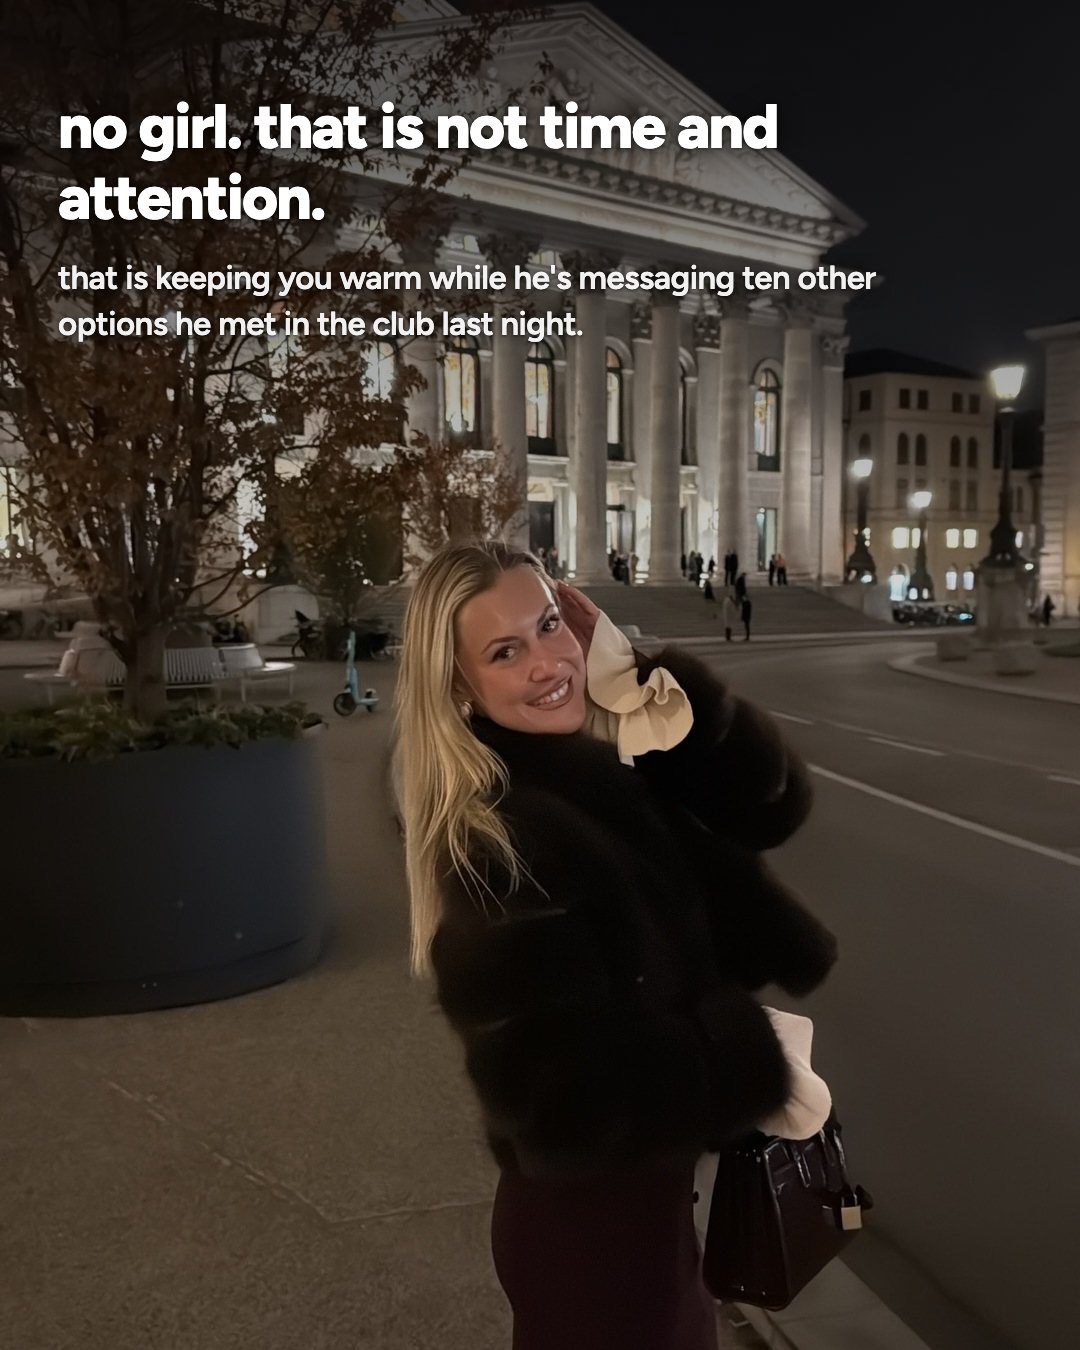 no girl. that is not time and
attention.
that is keeping you warm while he's messaging ten other
options he met in the club last night.